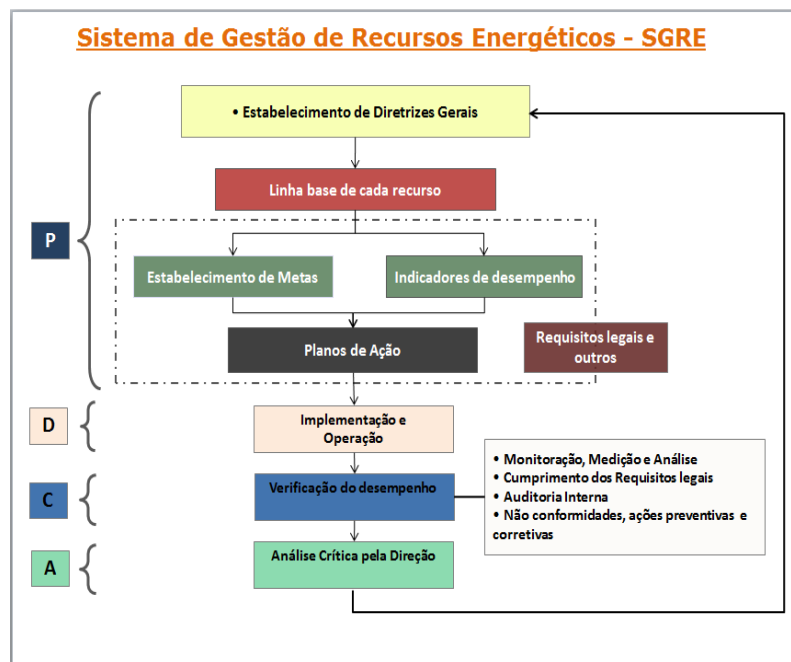 Sistema de Gestão de Recursos Energéticos - SGRE
• Estabelecimento de Diretrizes Gerais
Linha base de cada recurso
P
Estabelecimento de Metas
Indicadores de desempenho
Planos de Ação
Requisitos legais e
outros
D
Implementação e
Operação
C
Verificação do desempenho
• Monitoração, Medição e Análise
• Cumprimento dos Requisitos legais
• Auditoria Interna
• Não conformidades, ações preventivas e
corretivas
A
Análise Crítica pela Direção